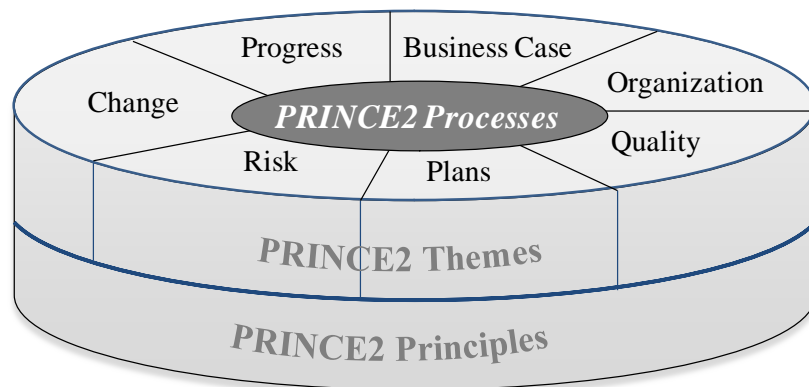 Progress
Business Case
Organization
Change
PRINCE2 Processes
Quality
Risk
Plans
PRINCE2 Themes
PRINCE2 Principles